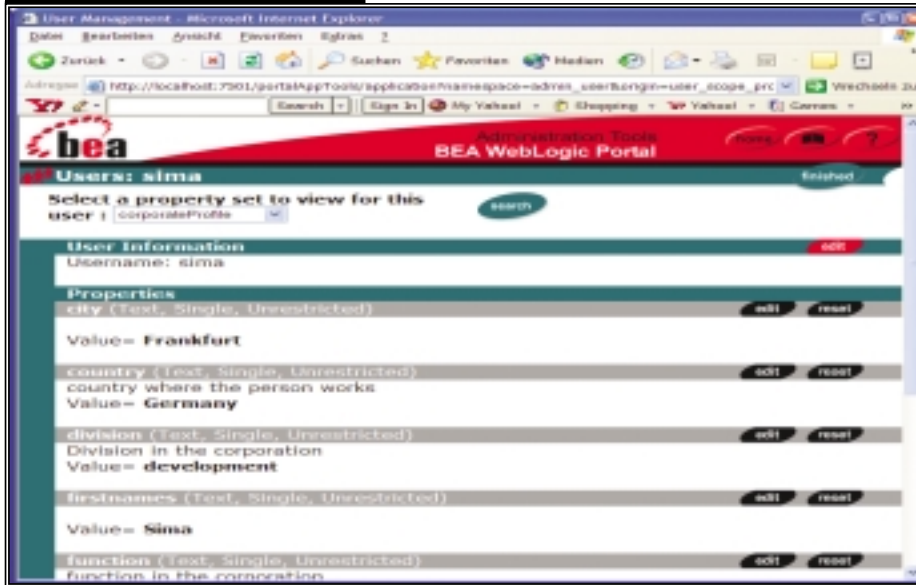 User Management - Microsoft Internet Explorer
Datei Bearbeiten Ansicht Favoriten Extras ?
Zurück Suchen Favoriten Medien
Adresse http://localhost:7501/portalAppTools/application?namespace=admin_user&origin=user_scope_prc Wechseln zu
Search Sign In My Yahoo! Shopping Yahoo! Games
bea
Administration Tools
BEA WebLogic Portal
home ?
Users: sima
finished
Select a property set to view for this
user : corporateProfile
search
User Information edit
Username: sima
Properties
city (Text, Single, Unrestricted) edit reset
Value= Frankfurt
country (Text, Single, Unrestricted) edit reset
country where the person works
Value= Germany
division (Text, Single, Unrestricted) edit reset
Division in the corporation
Value= development
firstnames (Text, Single, Unrestricted) edit reset
Value= Sima
function (Text, Single, Unrestricted) edit reset
function in the corporation